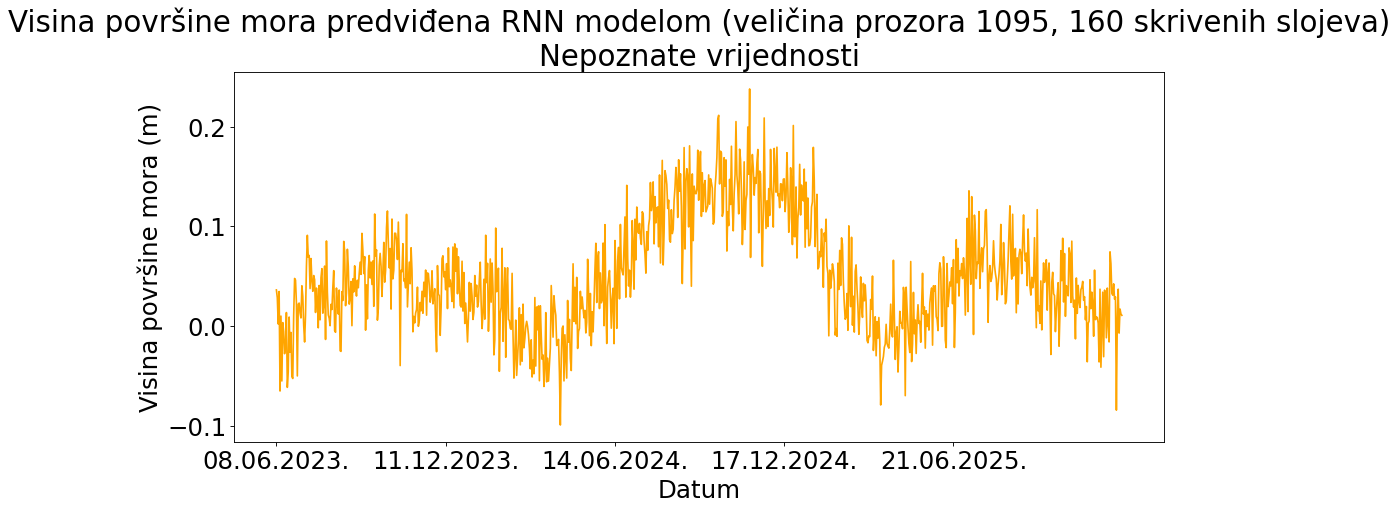 Visina površine mora predviđena RNN modelom (veličina prozora 1095, 160 skrivenih slojeva)
Nepoznate vrijednosti
Visina površine mora (m)
0.2
0.1
0.0
−0.1
08.06.2023. 11.12.2023. 14.06.2024. 17.12.2024. 21.06.2025.
Datum